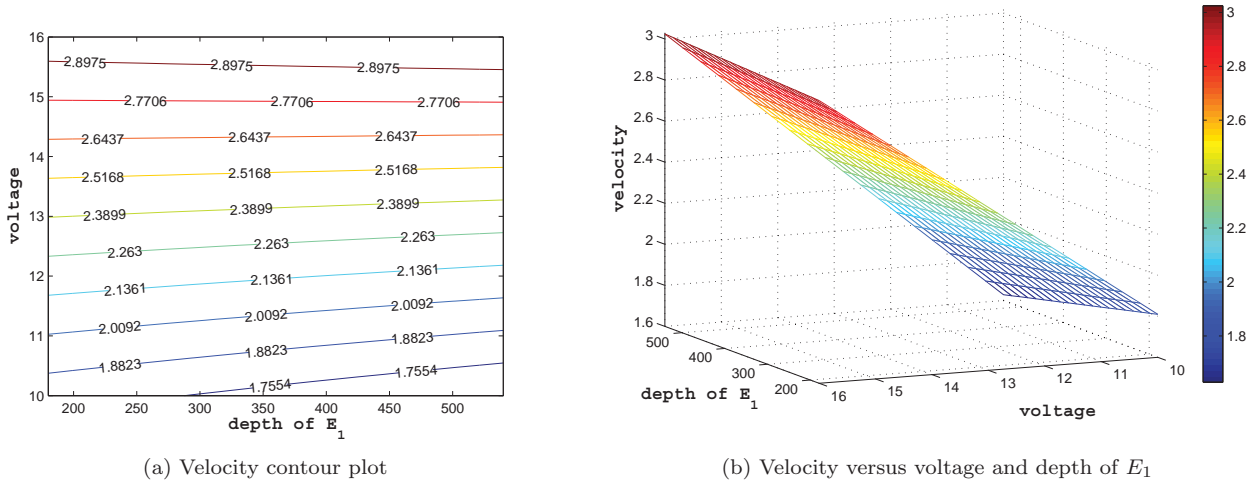 16
15
14
13
12
11
10
voltage
2.8975 2.8975 2.8975
2.7706 2.7706 2.7706
2.6437 2.6437 2.6437
2.5168 2.5168 2.5168
2.3899 2.3899 2.3899
2.263 2.263 2.263
2.1361 2.1361 2.1361
2.0092 2.0092 2.0092
1.8823 1.8823 1.8823
1.7554 1.7554
200 250 300 350 400 450 500
depth of E1
(a) Velocity contour plot
3
2.8
2.6
2.4
2.2
2
1.8
1.6
velocity
500 400 300 200
depth of E1
16 15 14 13 12 11 10
voltage
3
2.8
2.6
2.4
2.2
2
1.8
(b) Velocity versus voltage and depth of E1